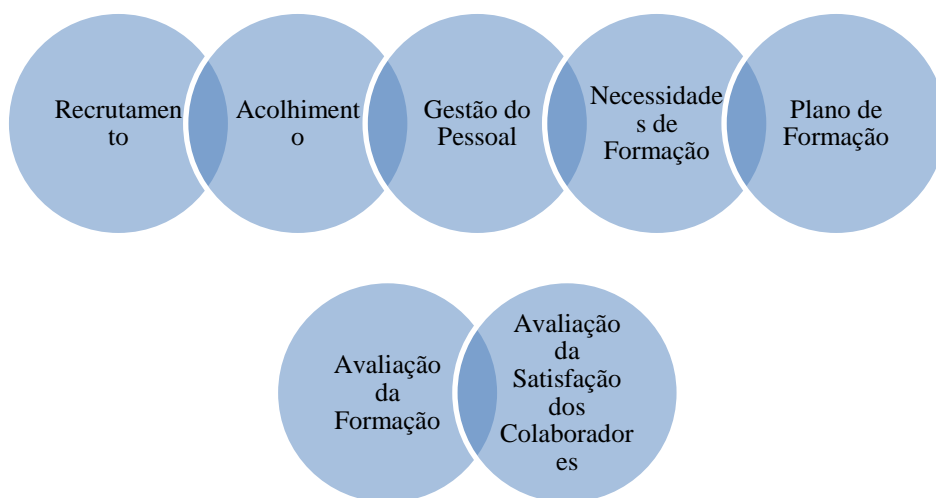 Recrutamen
to
Acolhiment
o
Gestão do
Pessoal
Necessidade
s de
Formação
Plano de
Formação
Avaliação
da
Formação
Avaliação
da
Satisfação
dos
Colaborador
es